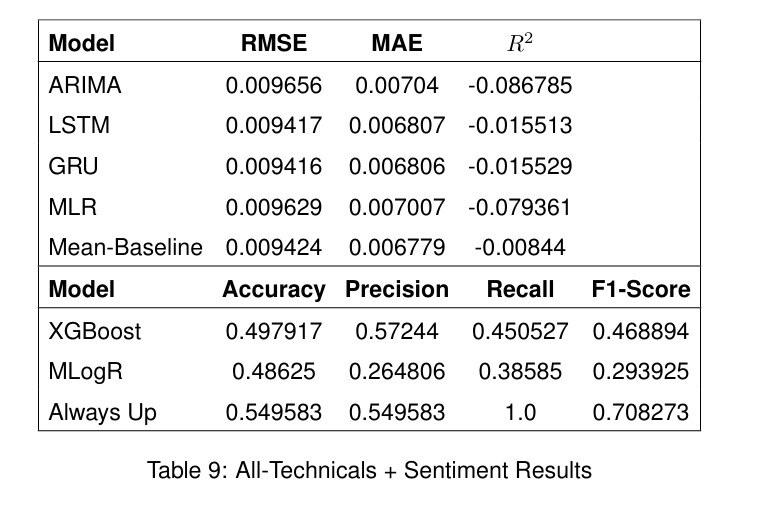 Model RMSE MAE R²
ARIMA 0.009656 0.00704 -0.086785
LSTM 0.009417 0.006807 -0.015513
GRU 0.009416 0.006806 -0.015529
MLR 0.009629 0.007007 -0.079361
Mean-Baseline 0.009424 0.006779 -0.00844
Model Accuracy Precision Recall F1-Score
XGBoost 0.497917 0.57244 0.450527 0.468894
MLogR 0.48625 0.264806 0.38585 0.293925
Always Up 0.549583 0.549583 1.0 0.708273
Table 9: All-Technicals + Sentiment Results